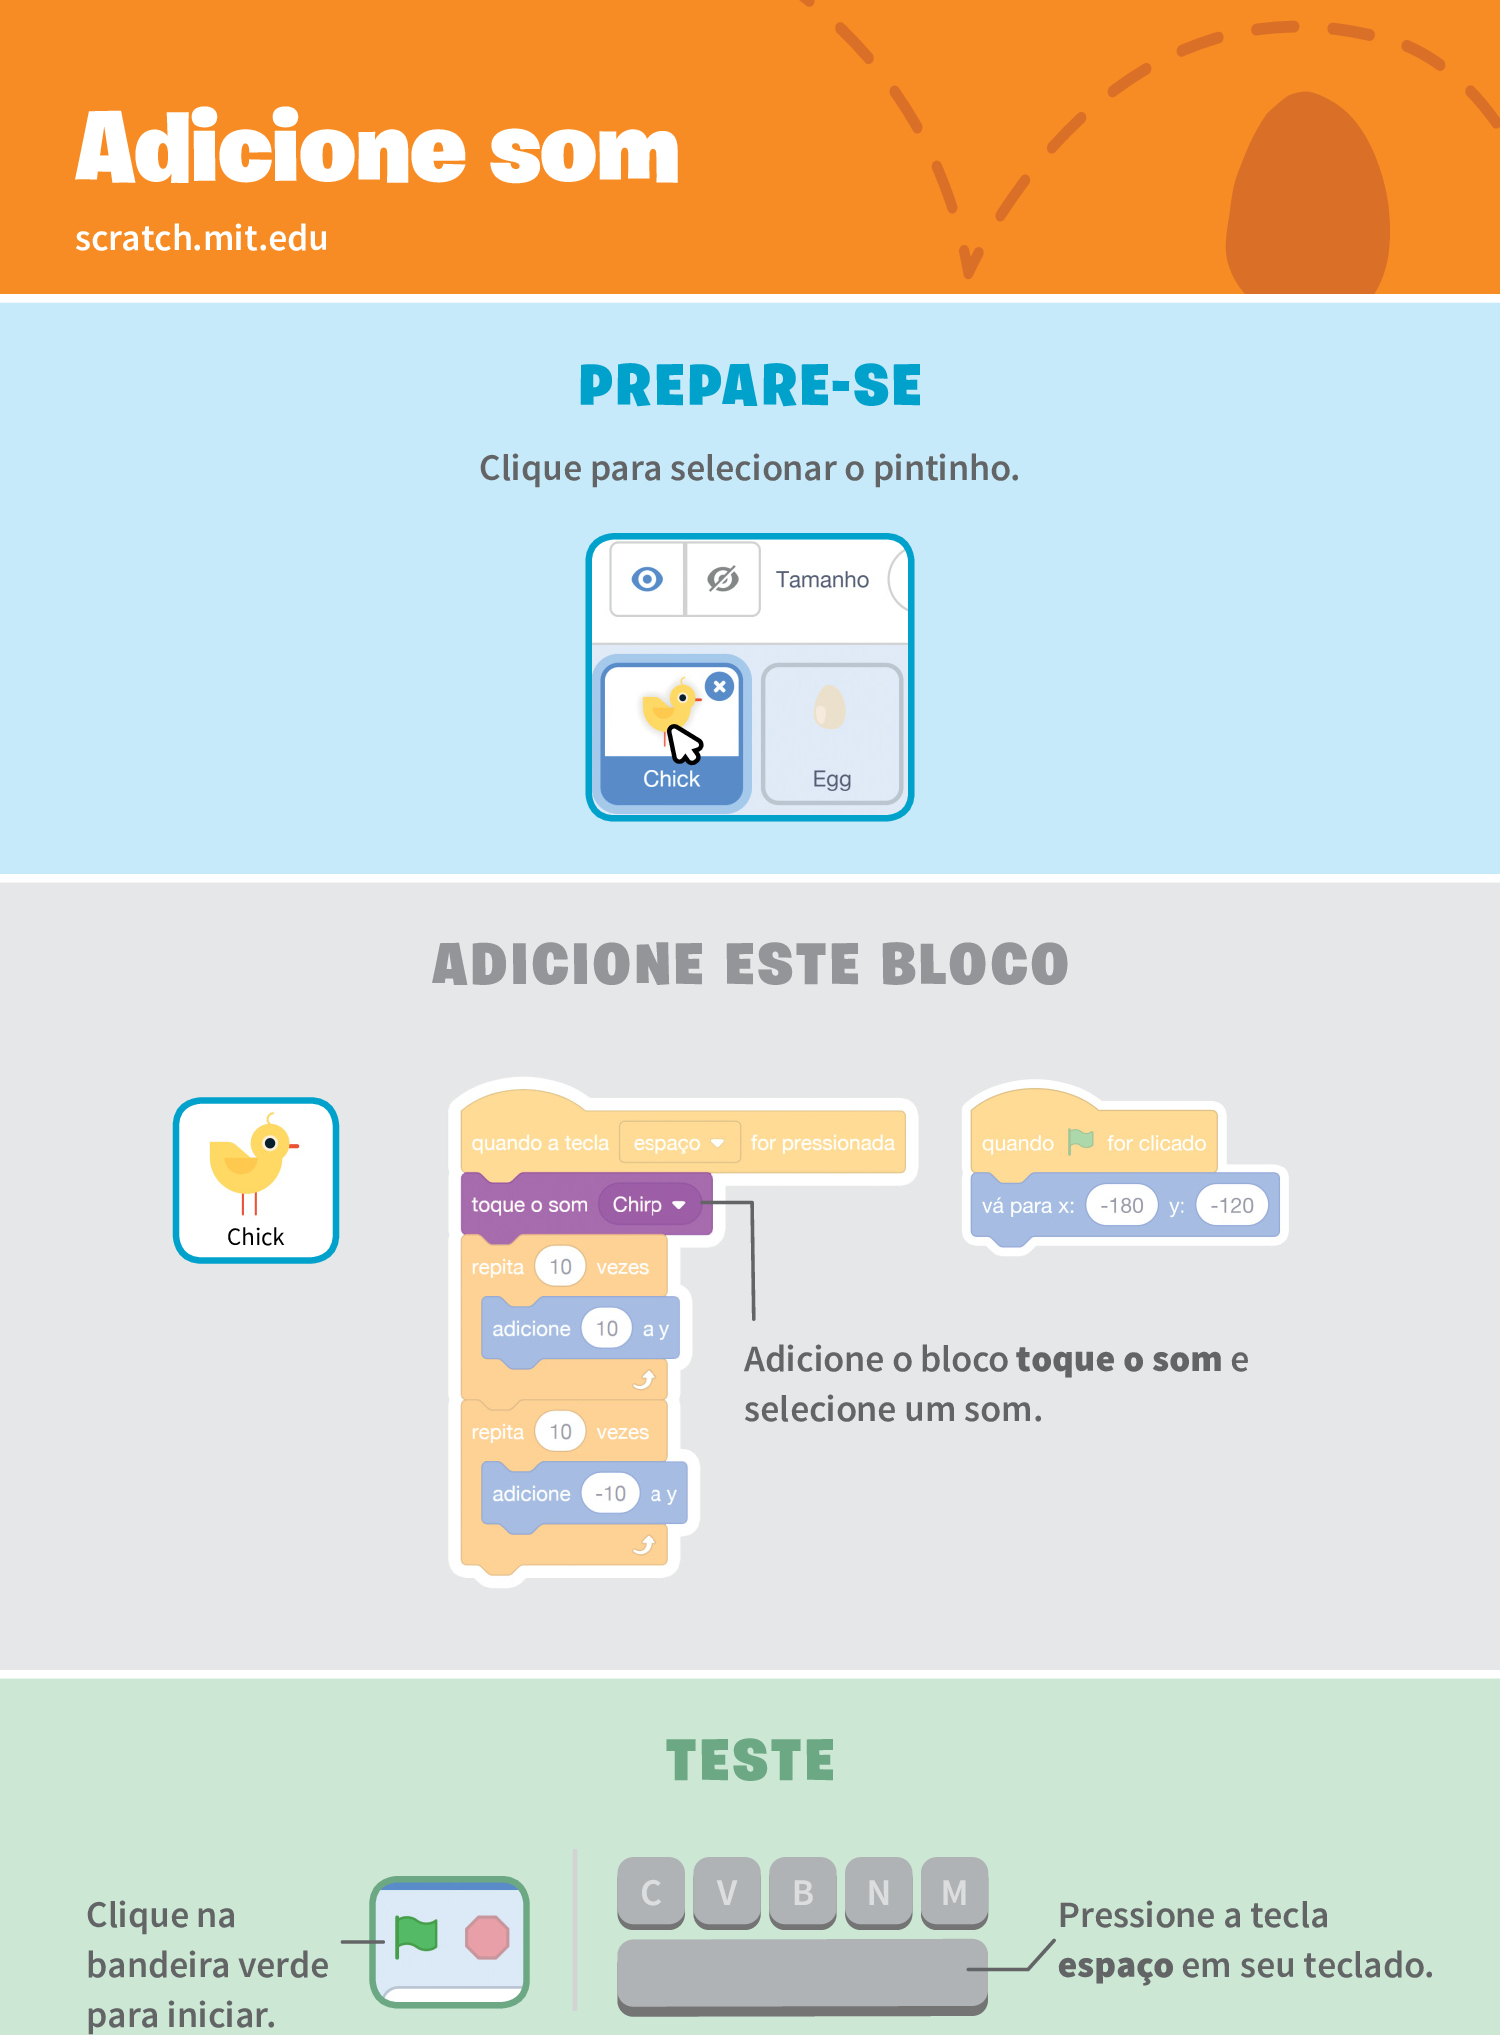 Adicione som
scratch.mit.edu
PREPARE-SE
Clique para selecionar o pintinho.
Tamanho
Chick
Egg
ADICIONE ESTE BLOCO
Chick
quando a tecla espaço for pressionada
toque o som Chirp
repita 10 vezes
adicione 10 a y
repita 10 vezes
adicione -10 a y
quando for clicado
vá para x: -180 y: -120
Adicione o bloco toque o som e
selecione um som.
TESTE
Clique na
bandeira verde
para iniciar.
C V B N M
Pressione a tecla
espaço em seu teclado.